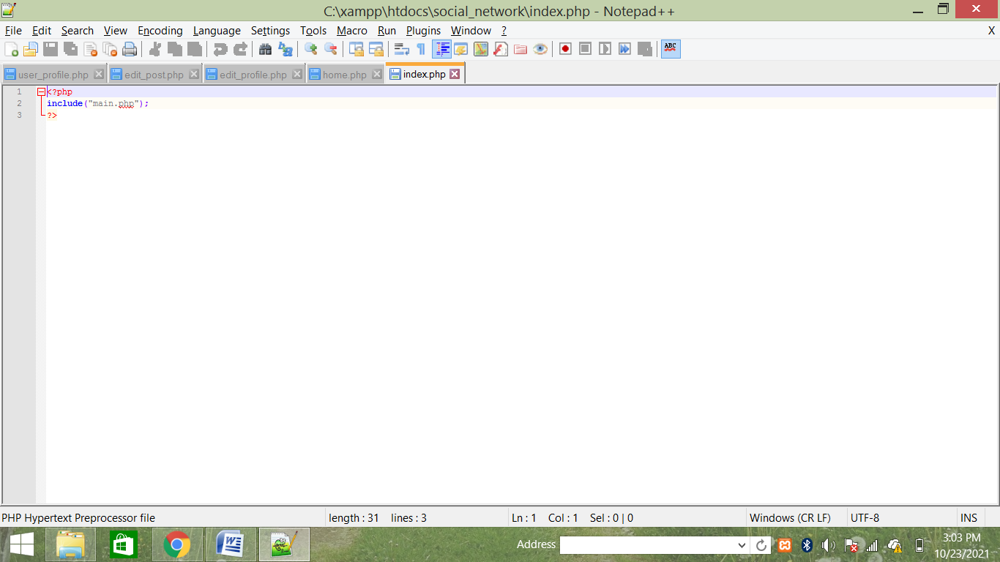 C:\xampp\htdocs\social_network\index.php - Notepad++
File Edit Search View Encoding Language Settings Tools Macro Run Plugins Window ? X
ABC
user_profile.php edit_post.php edit_profile.php home.php index.php
1 <?php
2 include("main.php");
3 ?>
PHP Hypertext Preprocessor file length : 31 lines : 3 Ln : 1 Col : 1 Sel : 0 | 0 Windows (CR LF) UTF-8 INS
Address
3:03 PM
10/23/2021